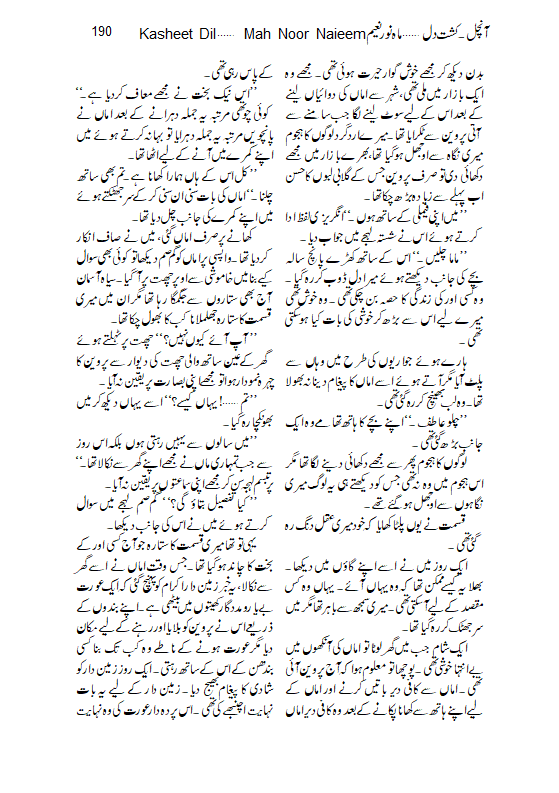 190 Kasheet Dil...... Mah Noor Naieem آنچل ۔کشت دل ...... ماہ نور نعیم
بدن دیکھ کر مجھے خوش گوار حیرت ہوئی تھی۔ مجھے وہ
ایک بازار میں ملی تھی، شہر سے اماں کی دوائیاں لینے
کے بعد اس کے لیے سوٹ لینے لگا جب سامنے سے
آتی پروین سے ٹکرایا تھا۔ میرے اردگرد لوگوں کا ہجوم
میری نگاہ سے اوجھل ہوگیا تھا، بھرے بازار میں مجھے
دکھائی دی تو صرف پروین جس کے گلابی لبوں کا حسن
اب پہلے سے زیادہ بڑھ چکا تھا۔
”میں اپنی فیملی کے ساتھ ہوں۔“ انگریزی لفظ ادا
کرتے ہوئے اس نے شستہ لہجے میں جواب دیا۔
”ماما چلیں۔“ اس کے ساتھ کھڑے پانچ سالہ
بچے کی جانب دیکھتے ہوئے میرا دل ڈوب کر رہ گیا۔
وہ کسی اور کی زندگی کا حصہ بن چکی تھی۔ وہ خوش تھی
میرے لیے اس سے بڑھ کر خوشی کی بات کیا ہوسکتی
تھی۔
ہارے ہوئے جواریوں کی طرح میں وہاں سے
پلٹ آیا مگر آتے ہوئے اسے اماں کا پیغام دینا نہ بھولا
تھا۔ وہ لب بھینچ کر رہ گئی تھی۔
”چلو عاطف۔“ اپنے بچے کا ہاتھ تھامے وہ ایک
جانب بڑھ گئی تھی۔
لوگوں کا ہجوم پھر سے مجھے دکھائی دینے لگا تھا مگر
اس ہجوم میں وہ نہ تھی جس کو دیکھتے ہی یہ لوگ میری
نگاہوں سے اوجھل ہوگئے تھے۔
قسمت نے یوں پلٹا کھایا کہ خود میری عقل دنگ رہ
گئی تھی۔
ایک روز میں نے اسے اپنے گاؤں میں دیکھا۔
بھلا یہ کیسے ممکن تھا کہ وہ یہاں آئے۔ یہاں وہ کس
مقصد کے لیے آسکتی تھی۔ میری سمجھ سے باہر تھا مگر میں
سر جھٹک کر رہ گیا تھا۔
ایک شام جب میں گھر لوٹا تو اماں کی آنکھوں میں
بے انتہا خوشی تھی۔ پوچھا تو معلوم ہوا کہ آج پروین آئی
تھی۔ اماں سے کافی دیر باتیں کرنے اور اماں کے
لیے اپنے ہاتھ سے کھانا پکانے کے بعد وہ کافی دیر اماں
کے پاس رہی تھی۔
”اس نیک بخت نے مجھے معاف کردیا ہے۔“
کوئی چوتھی مرتبہ یہ جملہ دہرانے کے بعد اماں نے
پانچویں مرتبہ یہ جملہ دہرایا تو بہانہ کرتے ہوئے میں
اپنے کمرے میں آنے کے لیے اٹھا تھا۔
”کل اس کے ہاں ہمارا کھانا ہے۔ تم بھی ساتھ
چلنا۔“ اماں کی بات سنی ان سنی کر کے سر جھٹکتے ہوئے
میں اپنے کمرے کی جانب چل دیا تھا۔
کھانے پر صرف اماں گئی، میں نے صاف انکار
کردیا تھا۔ واپسی پر اماں کو گم صم دیکھا تو کوئی بھی سوال
کیے بنا میں خاموشی سے اوپر چھت پر آگیا۔ سیاہ آسمان
آج بھی ستاروں سے جگمگا رہا تھا مگر ان میں میری
قسمت کا ستارہ جھلملانا کب کا بھول چکا تھا۔
”آپ آئے کیوں نہیں؟“ چھت پر ٹہلتے ہوئے
گھر کے عین ساتھ والی چھت کی دیوار سے پروین کا
چہرہ نمودار ہوا تو مجھے اپنی بصارت پر یقین نہ آیا۔
”تم......! یہاں کیسے؟“ اسے یہاں دیکھ کر میں
بھونچکا رہ گیا۔
”میں سالوں سے یہیں رہتی ہوں بلکہ اس روز
سے جب تمہاری ماں نے مجھے اپنے گھر سے نکالا تھا۔“
پرتبسم لہجہ سن کر مجھے اپنی سماعتوں پر یقین نہ آیا۔
”کیا تفصیل بتاؤ گی؟“ گم صم لہجے میں سوال
کرتے ہوئے میں نے اس کی جانب دیکھا۔
یہی تو تھا میری قسمت کا ستارہ جو آج کسی اور کے
بخت کا چاند ہوگیا تھا۔ جس وقت اماں نے اسے گھر
سے نکالا، یہ خبر زمین دار اکرام کو پہنچ گئی کہ ایک عورت
بے یارومددگار کھیتوں میں بیٹھی ہے۔ اپنے بندوں کے
ذریعے اس نے پروین کو بلایا اور رہنے کے لیے مکان
دیا مگر عورت ہونے کے ناطے وہ کب تک بنا کسی
بندھن کے اس کے ساتھ رہتی۔ ایک روز زمین دار کو
شادی کا پیغام بھیج دیا۔ زمین دار کے لیے یہ بات
نہایت اچنبھے کی تھی۔ اس پردہ دار عورت کی وہ نہایت